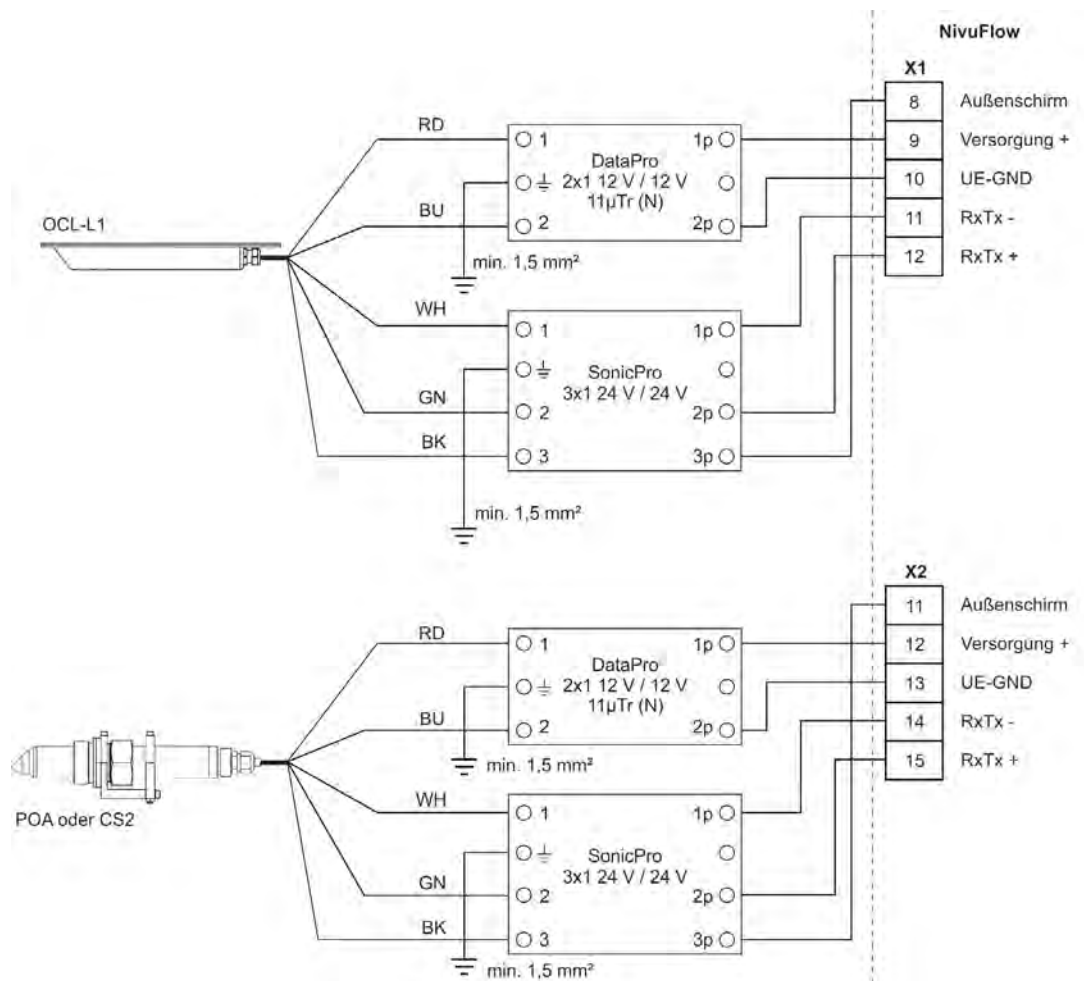 NivuFlow
X1
8 Außenschirm
9 Versorgung +
10 UE-GND
11 RxTx -
12 RxTx +
OCL-L1
RD
BU
WH
GN
BK
1 1p
DataPro
2x1 12 V / 12 V
11µTr (N)
2 2p
min. 1,5 mm²
1 1p
SonicPro
3x1 24 V / 24 V
2 2p
3 3p
min. 1,5 mm²
X2
11 Außenschirm
12 Versorgung +
13 UE-GND
14 RxTx -
15 RxTx +
POA oder CS2
RD
BU
WH
GN
BK
1 1p
DataPro
2x1 12 V / 12 V
11µTr (N)
2 2p
min. 1,5 mm²
1 1p
SonicPro
3x1 24 V / 24 V
2 2p
3 3p
min. 1,5 mm²